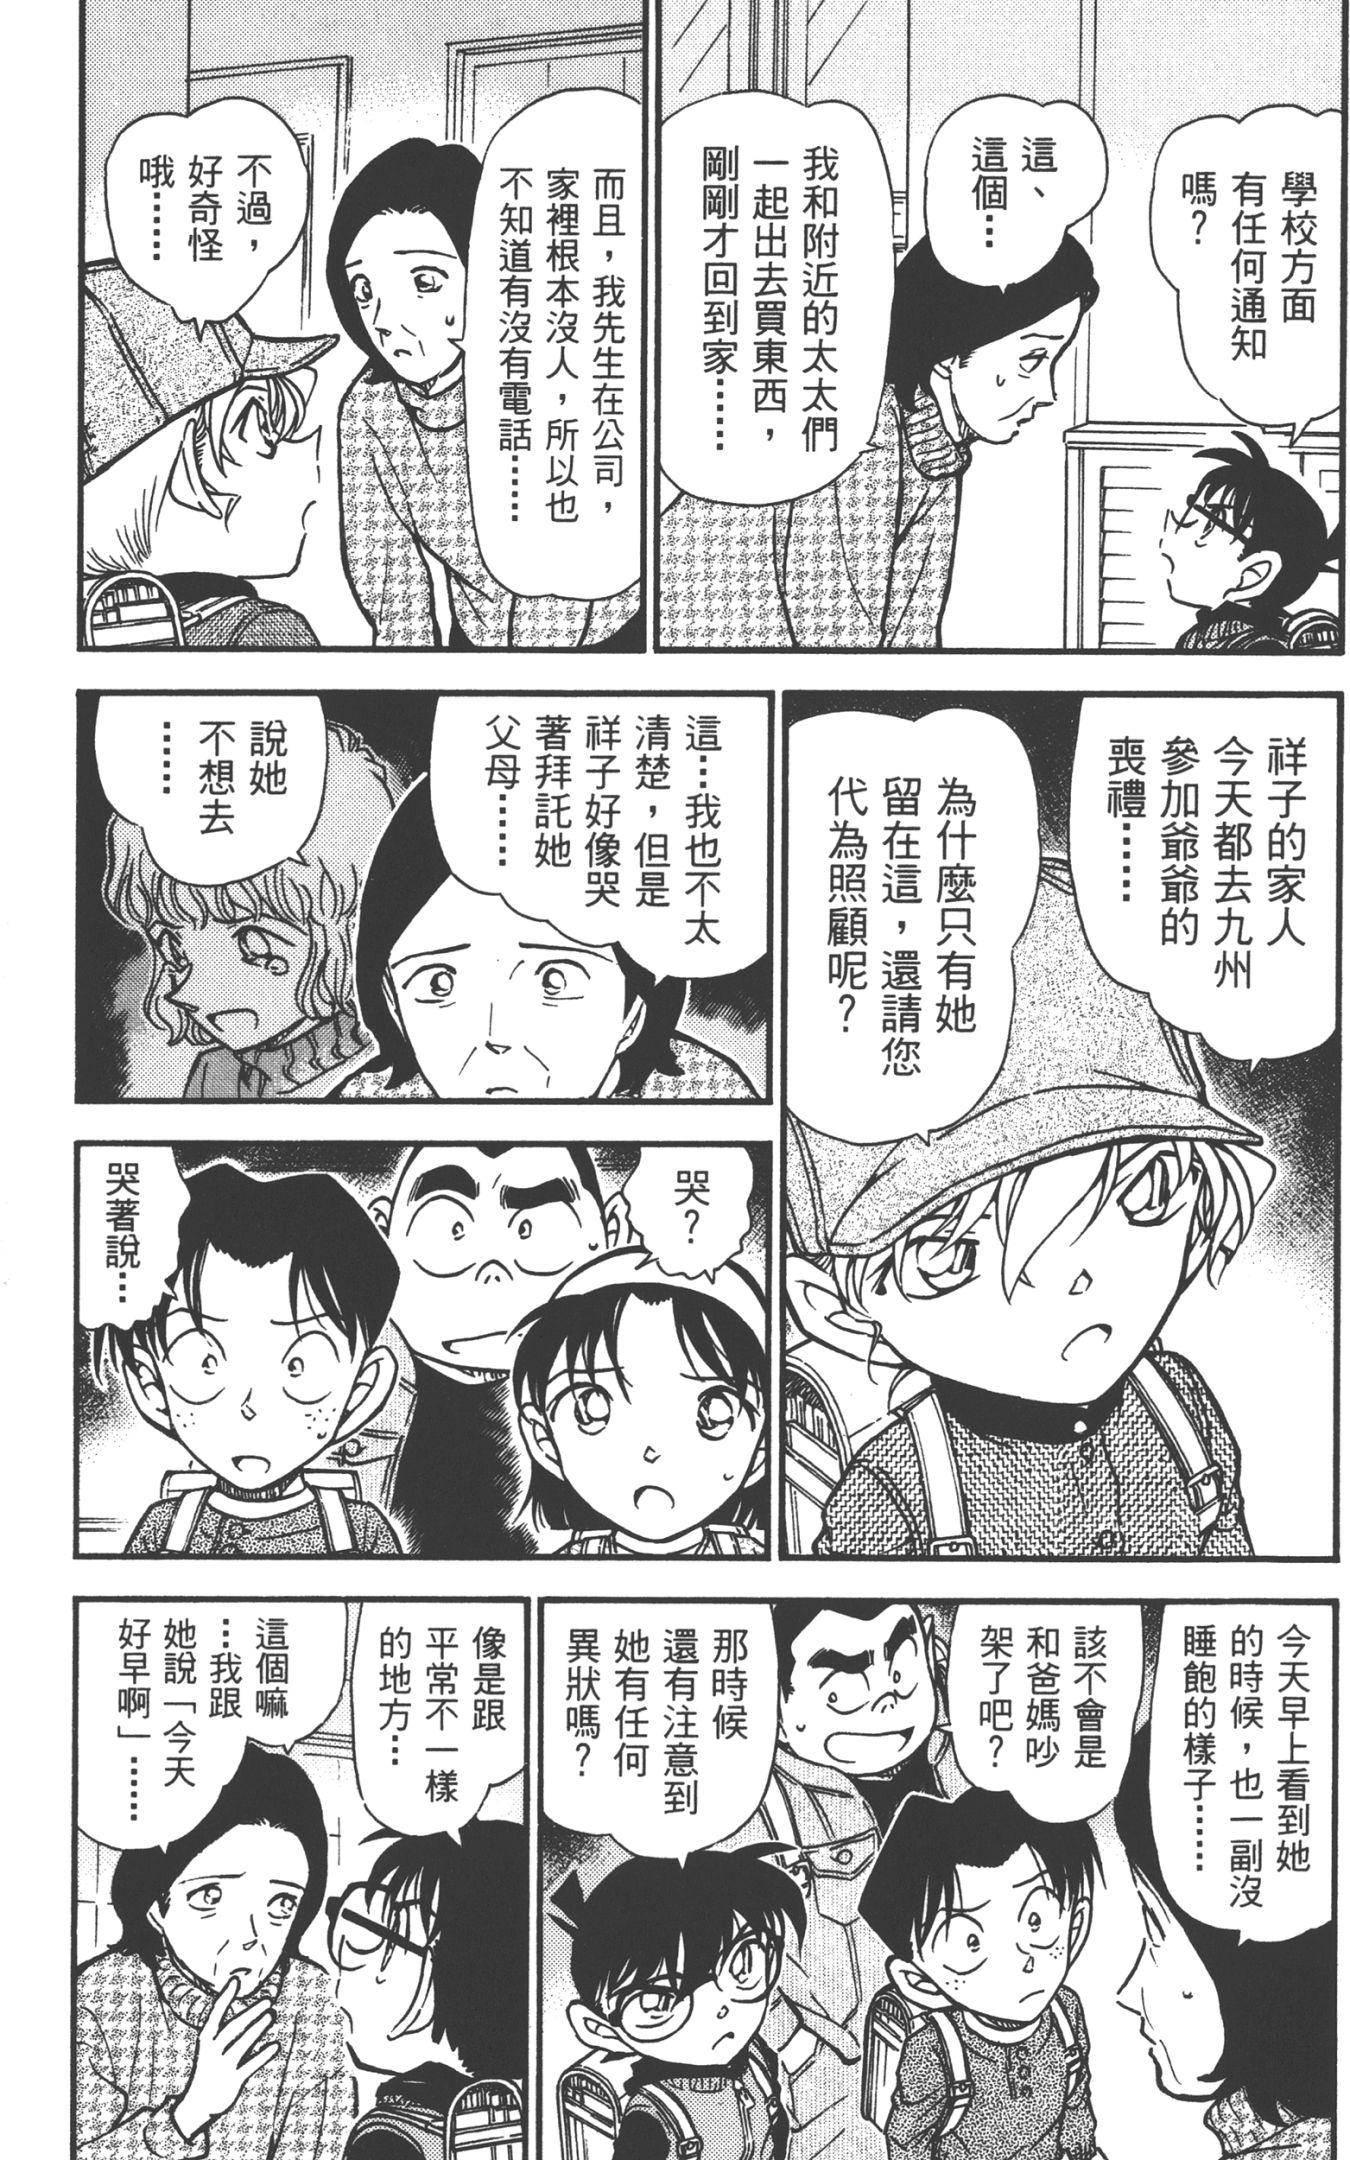 學校方面
有任何通知
嗎？
這、
這個…
我和附近的太太們
一起出去買東西，
剛剛才回到家……
而且，我先生在公司，
家裡根本沒人，所以也
不知道有沒有電話……
不過，
好奇怪
哦……
祥子的家人
今天都去九州
參加爺爺的
喪禮……
為什麼只有她
留在這，還請您
代為照顧呢？
這…我也不太
清楚，但是
祥子好像哭
著拜託她
父母……
說她
不想去
……
哭？
哭著說…
今天早上看到她
的時候，也一副沒
睡飽的樣子……
該不會是
和爸媽吵
架了吧？
那時候
還有注意到
她有任何
異狀嗎？
像是跟
平常不一樣
的地方…
這個嘛
…我跟
她說「今天
好早啊」……